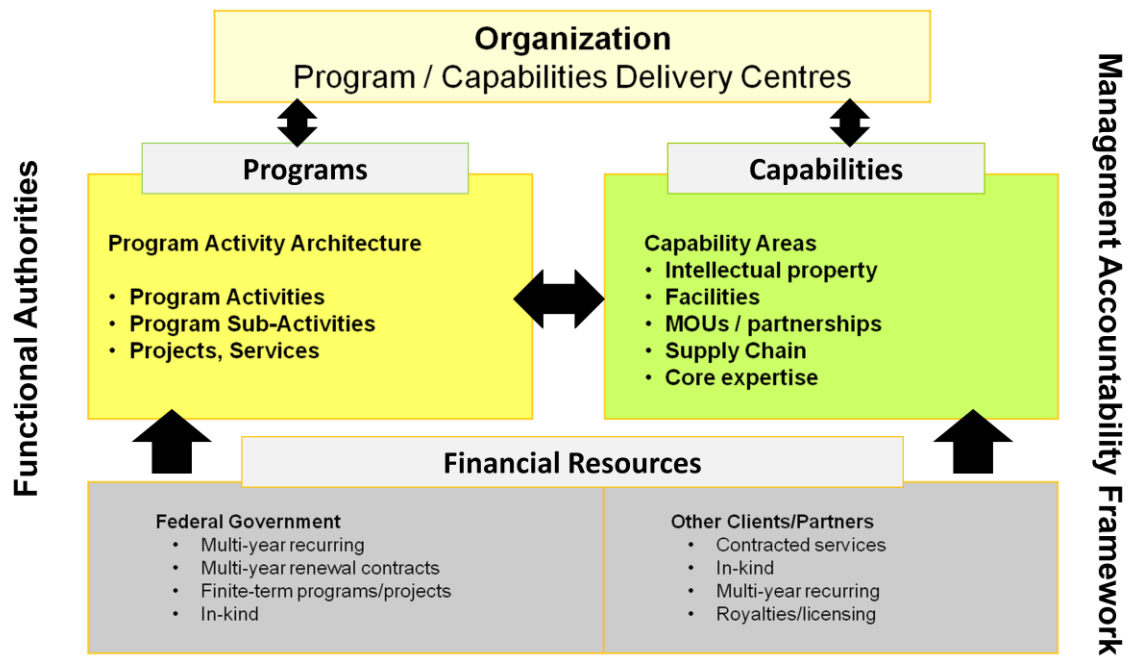 Organization
Program / Capabilities Delivery Centres
Functional Authorities
Management Accountability Framework
Programs
Program Activity Architecture
• Program Activities
• Program Sub-Activities
• Projects, Services
Capabilities
Capability Areas
• Intellectual property
• Facilities
• MOUs / partnerships
• Supply Chain
• Core expertise
Financial Resources
Federal Government
• Multi-year recurring
• Multi-year renewal contracts
• Finite-term programs/projects
• In-kind
Other Clients/Partners
• Contracted services
• In-kind
• Multi-year recurring
• Royalties/licensing